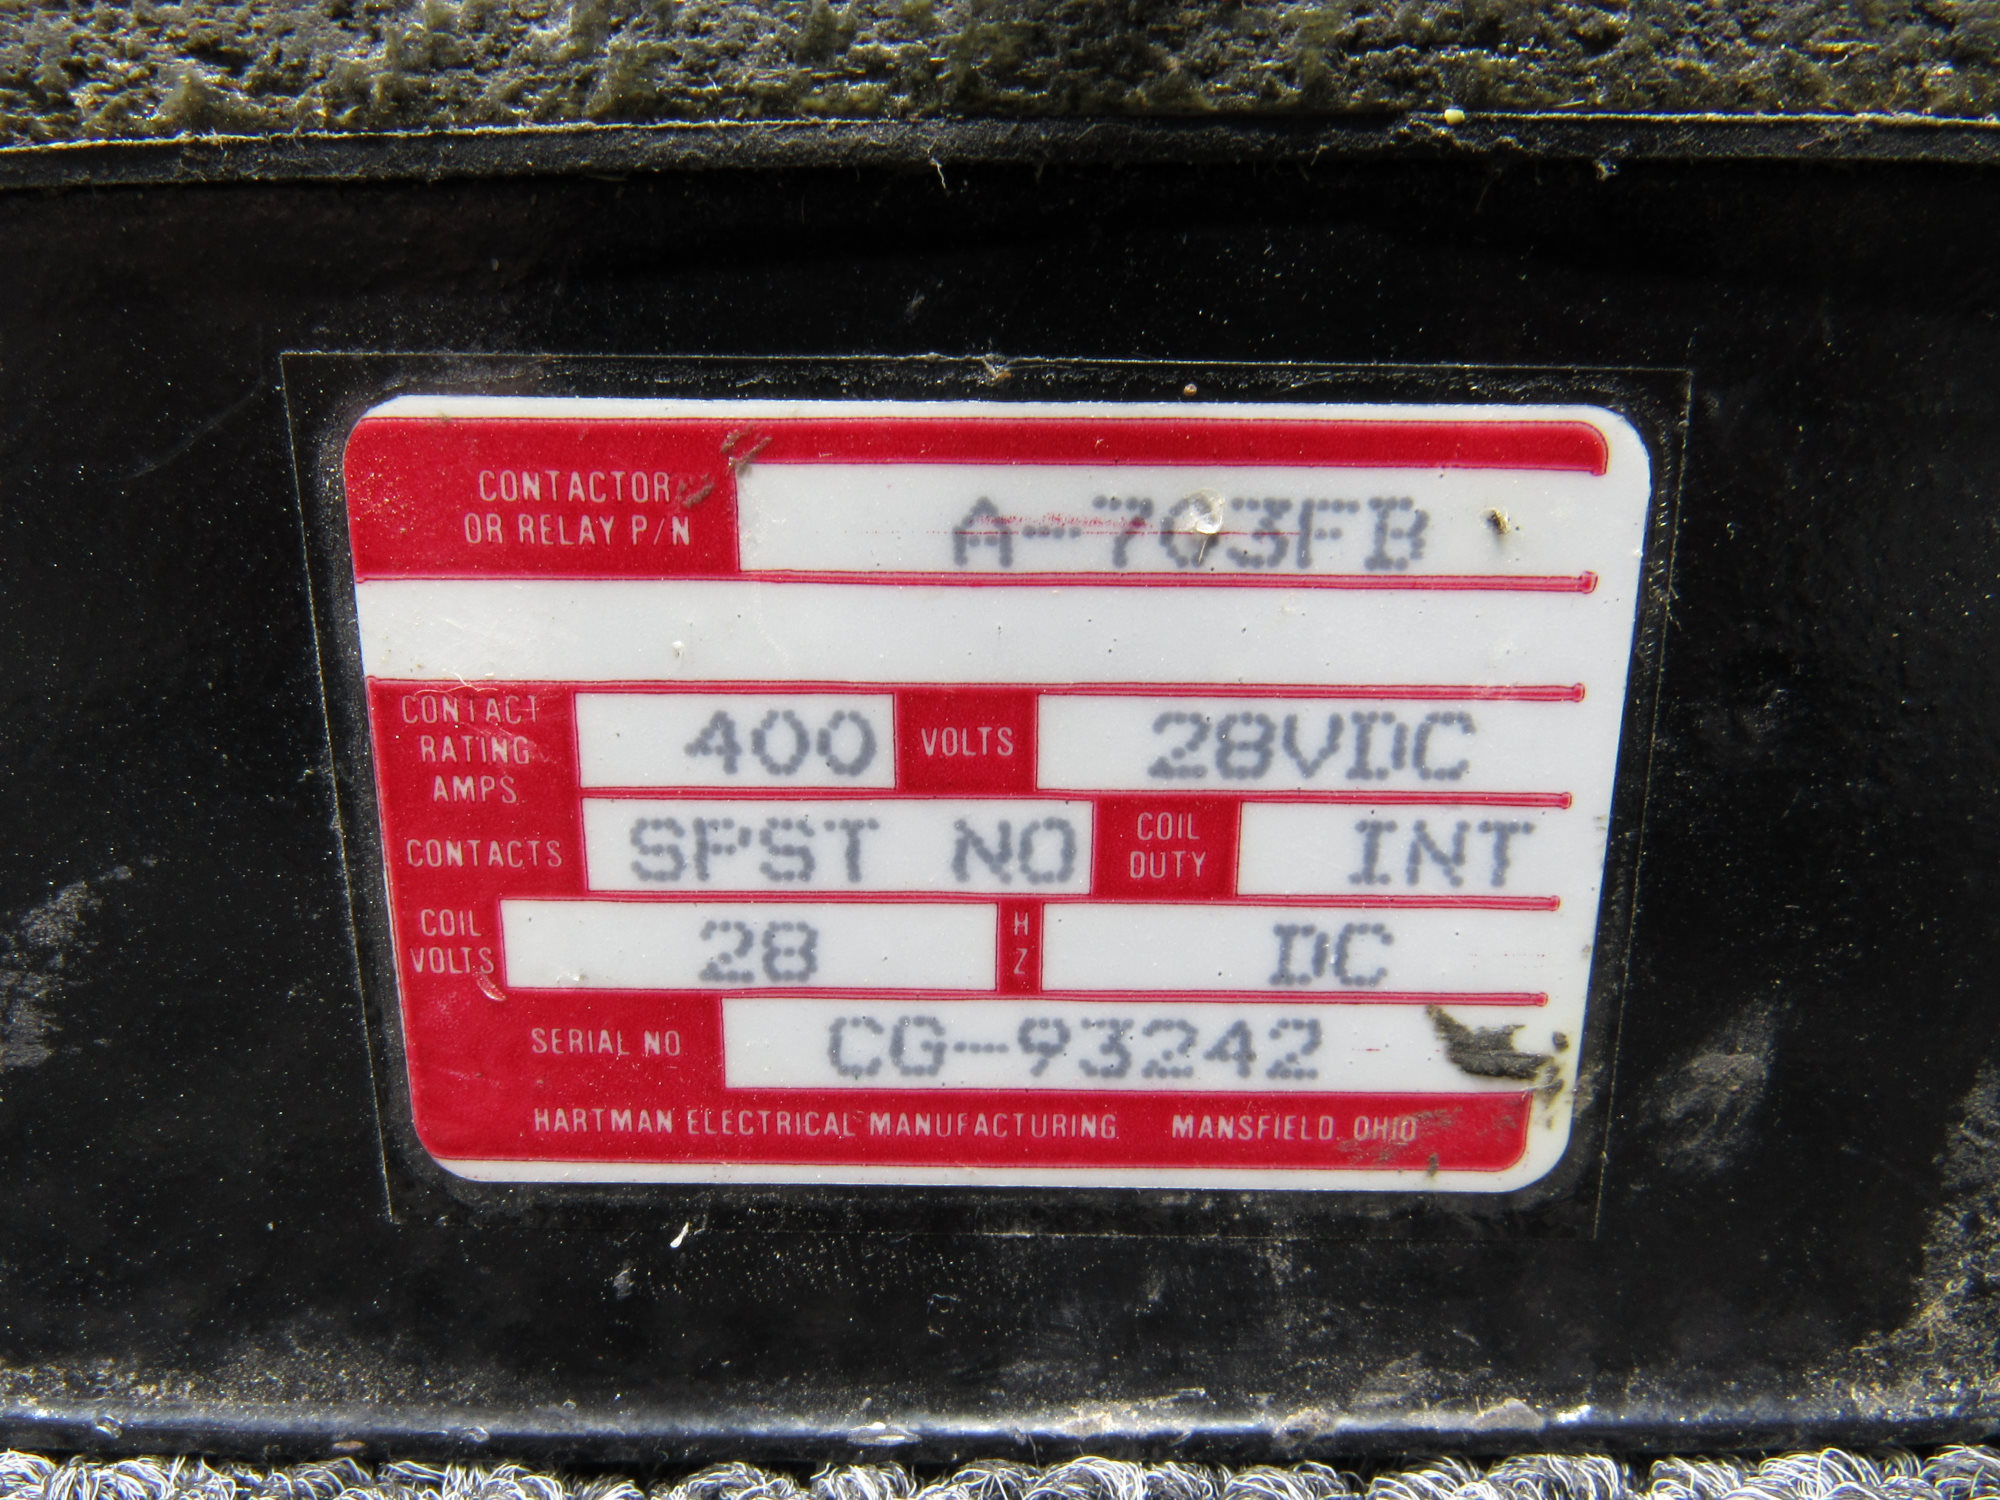 CONTACTOR
OR RELAY P/N
A-703FB
CONTACT
RATING
AMPS
400
VOLTS
28VDC
CONTACTS
SPST NO
COIL
DUTY
INT
COIL
VOLTS
28
HZ
DC
SERIAL NO
CG-93242
HARTMAN ELECTRICAL MANUFACTURING MANSFIELD OHIO